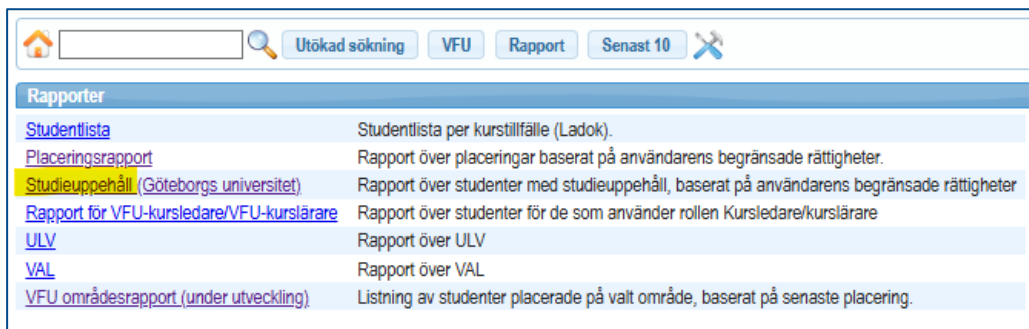 Utökad sökning VFU Rapport Senast 10
Rapporter
Studentlista Studentlista per kurstillfälle (Ladok).
Placeringsrapport Rapport över placeringar baserat på användarens begränsade rättigheter.
Studieuppehåll (Göteborgs universitet) Rapport över studenter med studieuppehåll, baserat på användarens begränsade rättigheter
Rapport för VFU-kursledare/VFU-kurslärare Rapport över studenter för de som använder rollen Kursledare/kurslärare
ULV Rapport över ULV
VAL Rapport över VAL
VFU områdesrapport (under utveckling) Listning av studenter placerade på valt område, baserat på senaste placering.